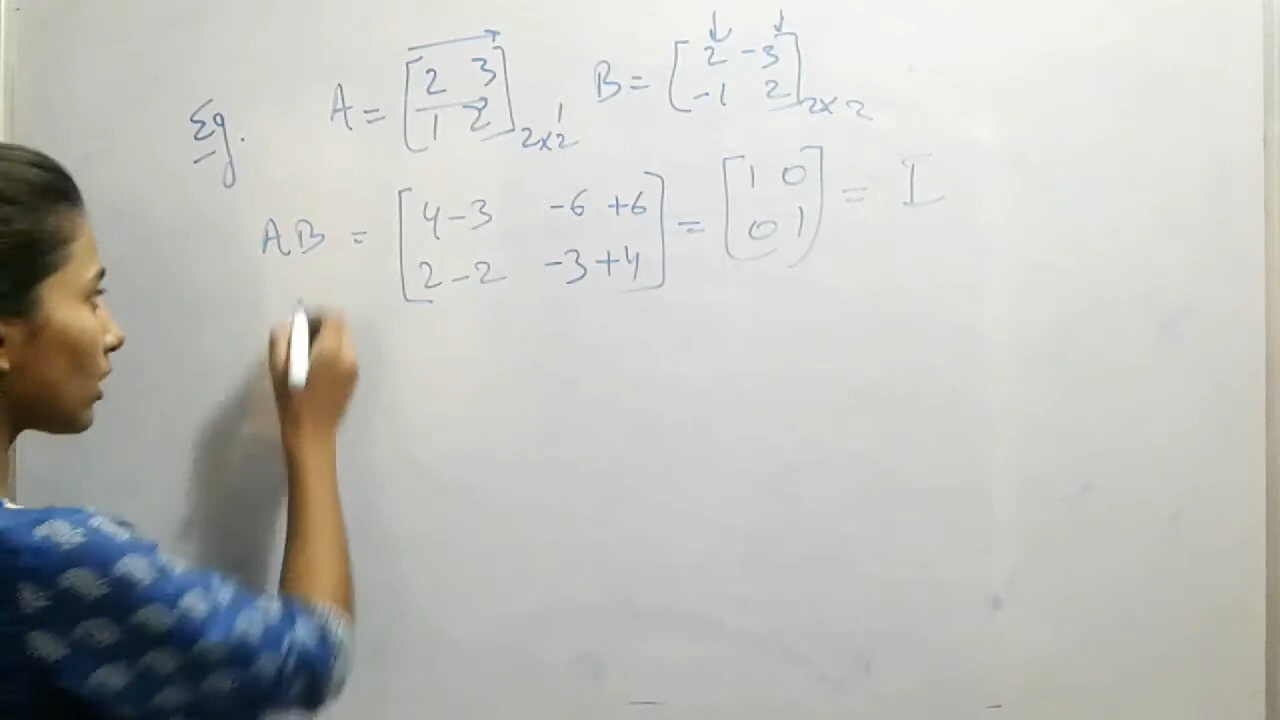 Eg. A = [2 3 1 2]2x2 B = [2 -3 -1 2]2x2
AB = [4-3 -6+6 2-2 -3+4] = [1 0 0 1] = I